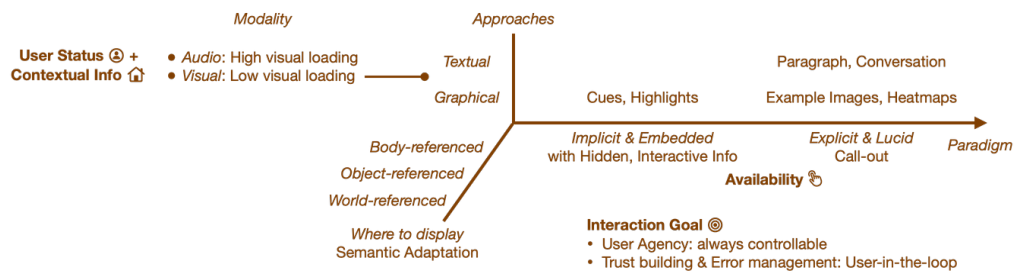 Modality
Approaches
User Status +
Contextual Info
• Audio: High visual loading
• Visual: Low visual loading
Textual
Paragraph, Conversation
Graphical
Cues, Highlights
Example Images, Heatmaps
Implicit & Embedded
with Hidden, Interactive Info
Explicit & Lucid
Call-out
Paradigm
Body-referenced
Object-referenced
World-referenced
Availability
Where to display
Semantic Adaptation
Interaction Goal
• User Agency: always controllable
• Trust building & Error management: User-in-the-loop